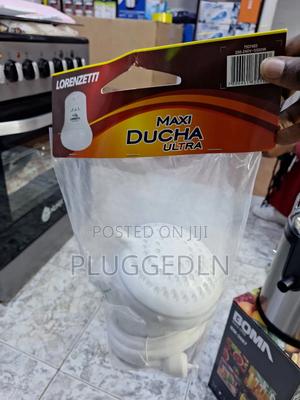 LORENZETTI
MAXI
DUCHA
ULTRA
POSTED ON JIJI
PLUGGEDLN
BOMA